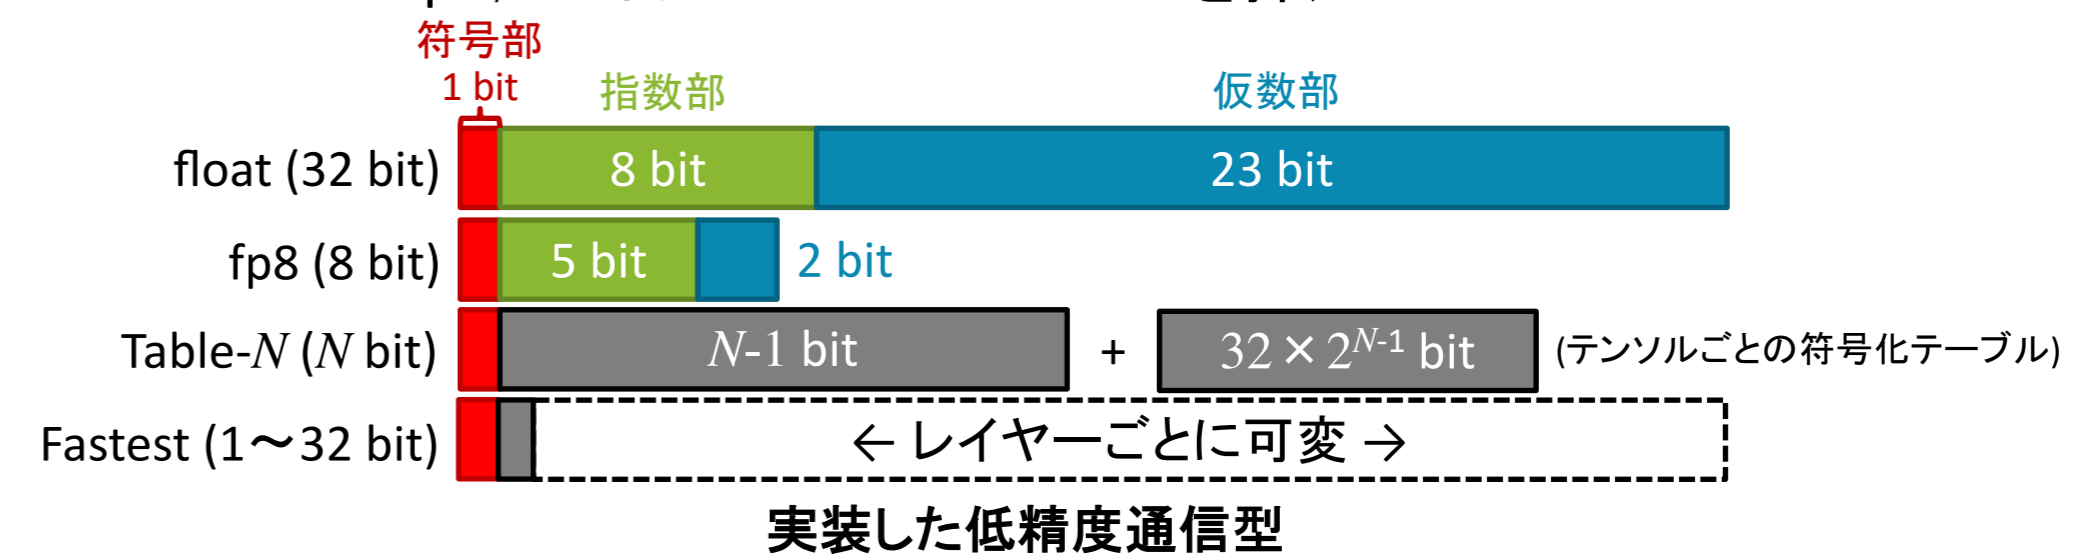 符号部
1 bit 指数部 仮数部
float (32 bit) 8 bit 23 bit
fp8 (8 bit) 5 bit 2 bit
Table-N (N bit) N-1 bit + 32 × 2^{N-1} bit (テンソルごとの符号化テーブル)
Fastest (1～32 bit) ← レイヤーごとに可変 →
実装した低精度通信型